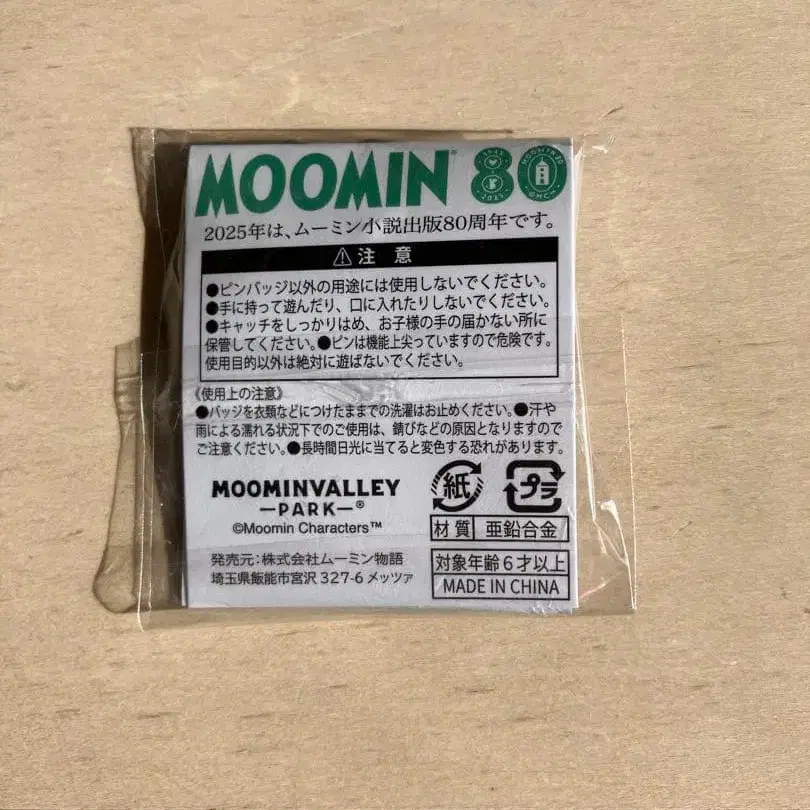 MOOMIN 80
2025年は、ムーミン小説出版80周年です。
⚠注 意
●ピンバッジ以外の用途には使用しないでください。
●手に持って遊んだり、口に入れたりしないでください。
●キャッチをしっかりはめ、お子様の手の届かない所に
保管してください。●ピンは機能上尖っていますので危険です。
使用目的以外は絶対に遊ばないでください。
《使用上の注意》
●バッジを衣類などにつけたままでの洗濯はお止めください。●汗や
雨による濡れる状況下でのご使用は、錆びなどの原因となりますので
ご注意ください。●長時間日光に当てると変色する恐れがあります。
MOOMINVALLEY
—PARK—®
©Moomin Characters™
紙 プラ
材質 亜鉛合金
発売元:株式会社ムーミン物語
埼玉県飯能市宮沢 327-6 メッツァ
対象年齢6才以上
MADE IN CHINA